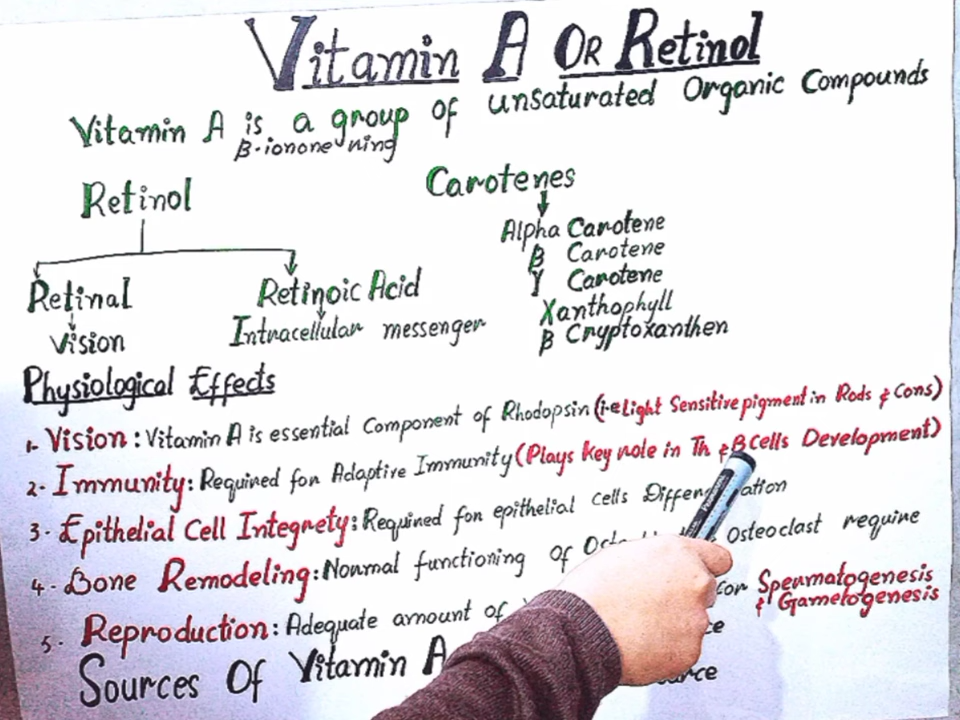 Vitamin A OR Retinol
Vitamin A is a group of unsaturated Organic Compounds
β-ionone ring
Retinol
Retinal
Vision
Retinoic Acid
Intracellular messenger
Carotenes
Alpha Carotene
β Carotene
γ Carotene
Xanthophyll
β Cryptoxanthen
Physiological Effects
1- Vision: Vitamin A is essential Component of Rhodopsin (i-e light Sensitive pigment in Rods & Cons)
2- Immunity: Required for Adaptive Immunity (Plays key role in Th & B Cells Development)
3- Epithelial Cell Integrety: Required for epithelial cells
4- Bone Remodeling: Normal functioning Of Osteoclast require
5- Reproduction: Adequate amount of for Spermatogenesis & Gametogenesis
Sources Of Vitamin A